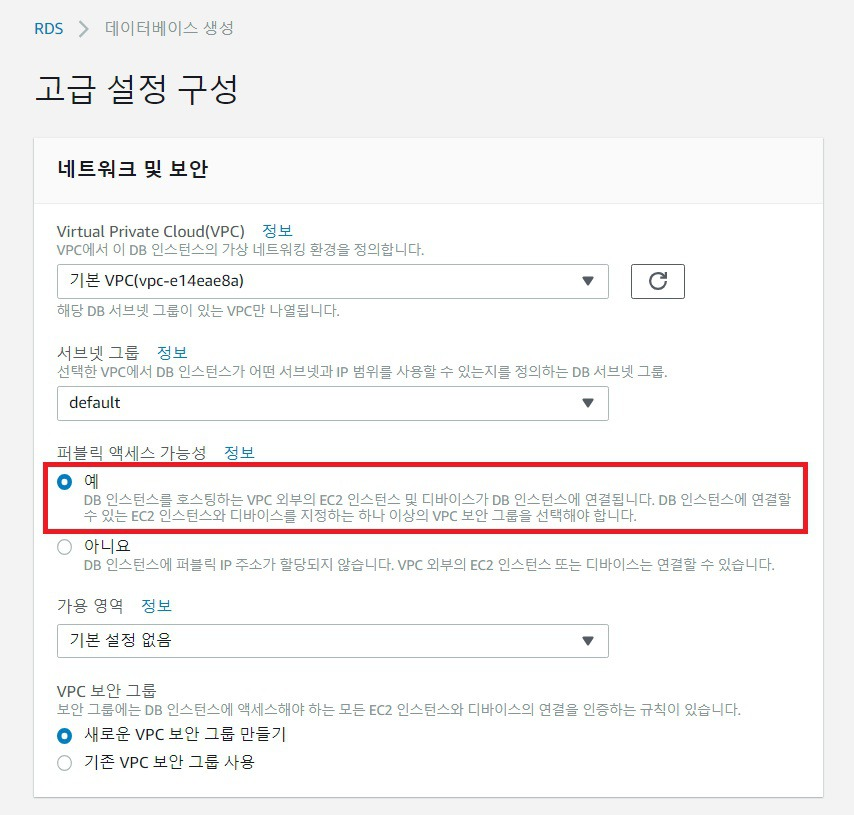 RDS > 데이터베이스 생성
고급 설정 구성
네트워크 및 보안
Virtual Private Cloud(VPC) 정보
VPC에서 이 DB 인스턴스의 가상 네트워킹 환경을 정의합니다.
기본 VPC(vpc-e14eae8a)
해당 DB 서브넷 그룹이 있는 VPC만 나열됩니다.
서브넷 그룹 정보
선택한 VPC에서 DB 인스턴스가 어떤 서브넷과 IP 범위를 사용할 수 있는지를 정의하는 DB 서브넷 그룹.
default
퍼블릭 액세스 가능성 정보
예
DB 인스턴스를 호스팅하는 VPC 외부의 EC2 인스턴스 및 디바이스가 DB 인스턴스에 연결됩니다. DB 인스턴스에 연결할
수 있는 EC2 인스턴스와 디바이스를 지정하는 하나 이상의 VPC 보안 그룹을 선택해야 합니다.
아니요
DB 인스턴스에 퍼블릭 IP 주소가 할당되지 않습니다. VPC 외부의 EC2 인스턴스 또는 디바이스는 연결할 수 있습니다.
가용 영역 정보
기본 설정 없음
VPC 보안 그룹
보안 그룹에는 DB 인스턴스에 액세스해야 하는 모든 EC2 인스턴스와 디바이스의 연결을 인증하는 규칙이 있습니다.
새로운 VPC 보안 그룹 만들기
기존 VPC 보안 그룹 사용